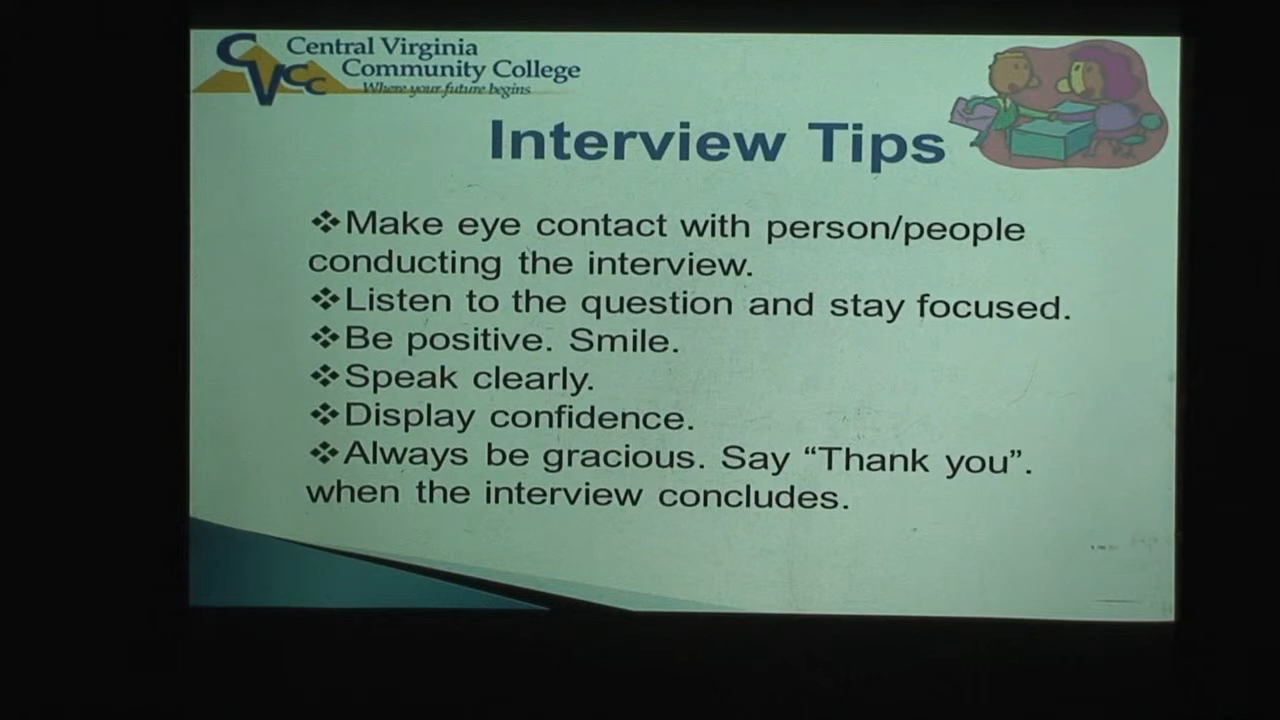 Central Virginia
Community College
CVCC
Where your future begins
Interview Tips
❖Make eye contact with person/people
conducting the interview.
❖Listen to the question and stay focused.
❖Be positive. Smile.
❖Speak clearly.
❖Display confidence.
❖Always be gracious. Say “Thank you”.
when the interview concludes.